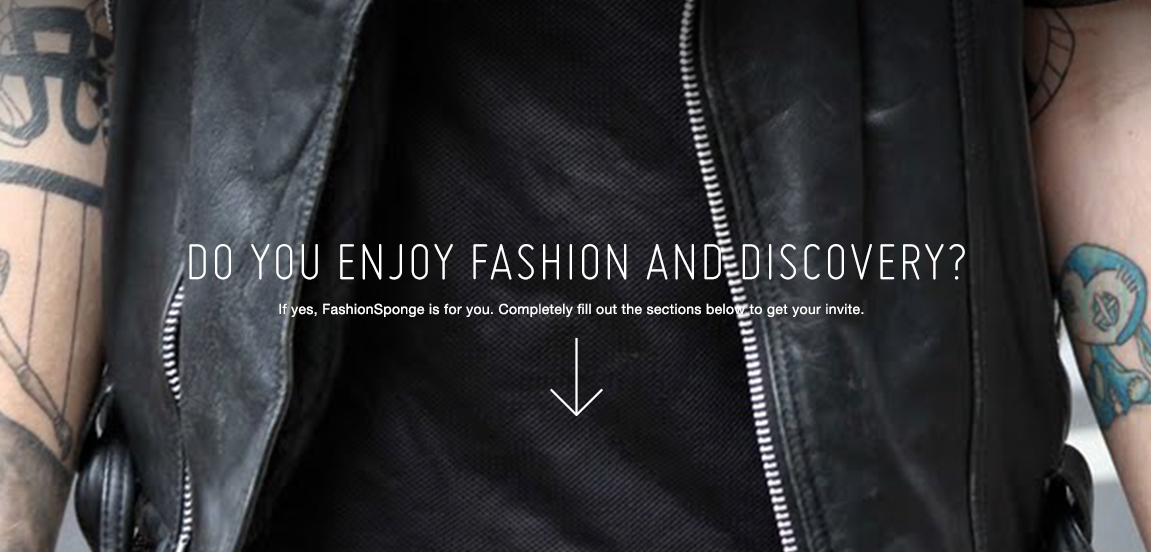 DO YOU ENJOY FASHION AND DISCOVERY?
If yes, FashionSponge is for you. Completely fill out the sections below to get your invite.